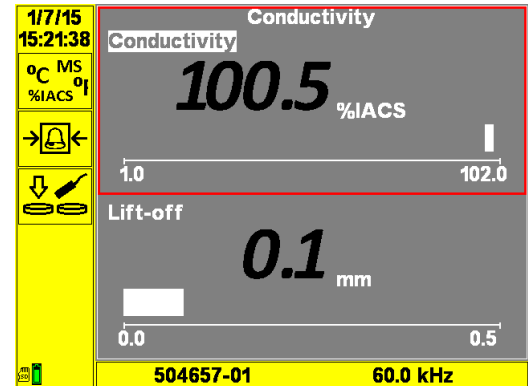 1/7/15
15:21:38
°C MS
%IACS °F
Conductivity
Conductivity
100.5 %IACS
1.0 102.0
Lift-off
0.1 mm
0.0 0.5
504657-01 60.0 kHz